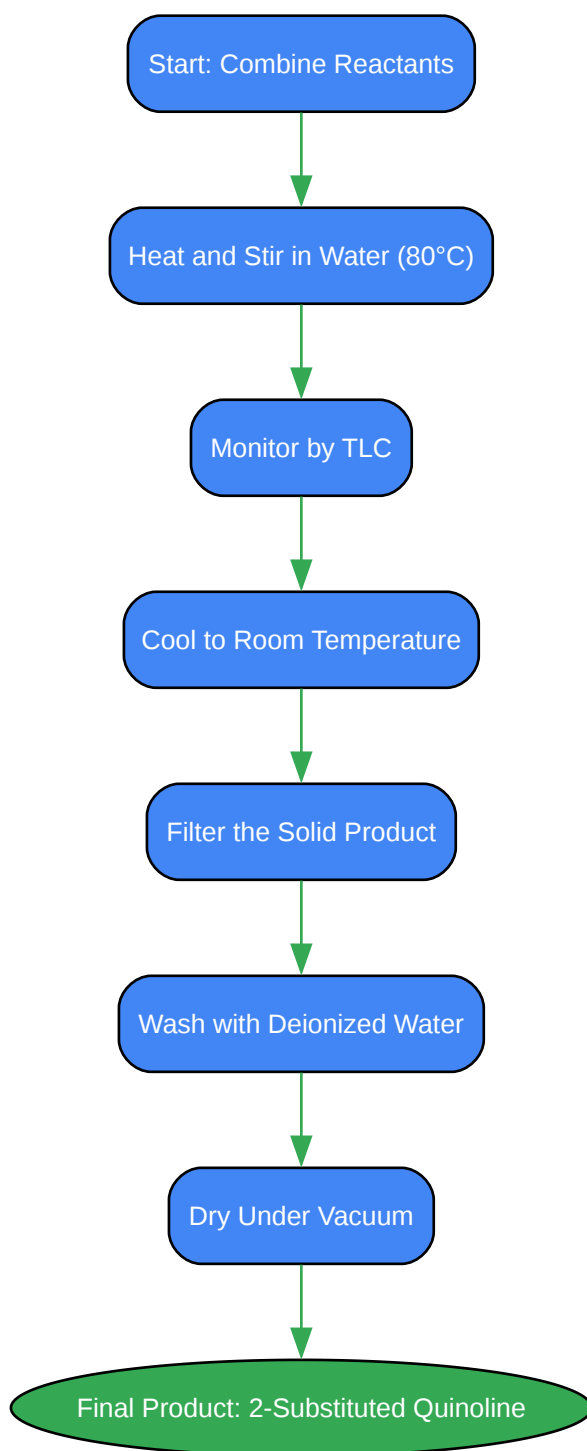 Start: Combine Reactants
Heat and Stir in Water (80°C)
Monitor by TLC
Cool to Room Temperature
Filter the Solid Product
Wash with Deionized Water
Dry Under Vacuum
Final Product: 2-Substituted Quinoline